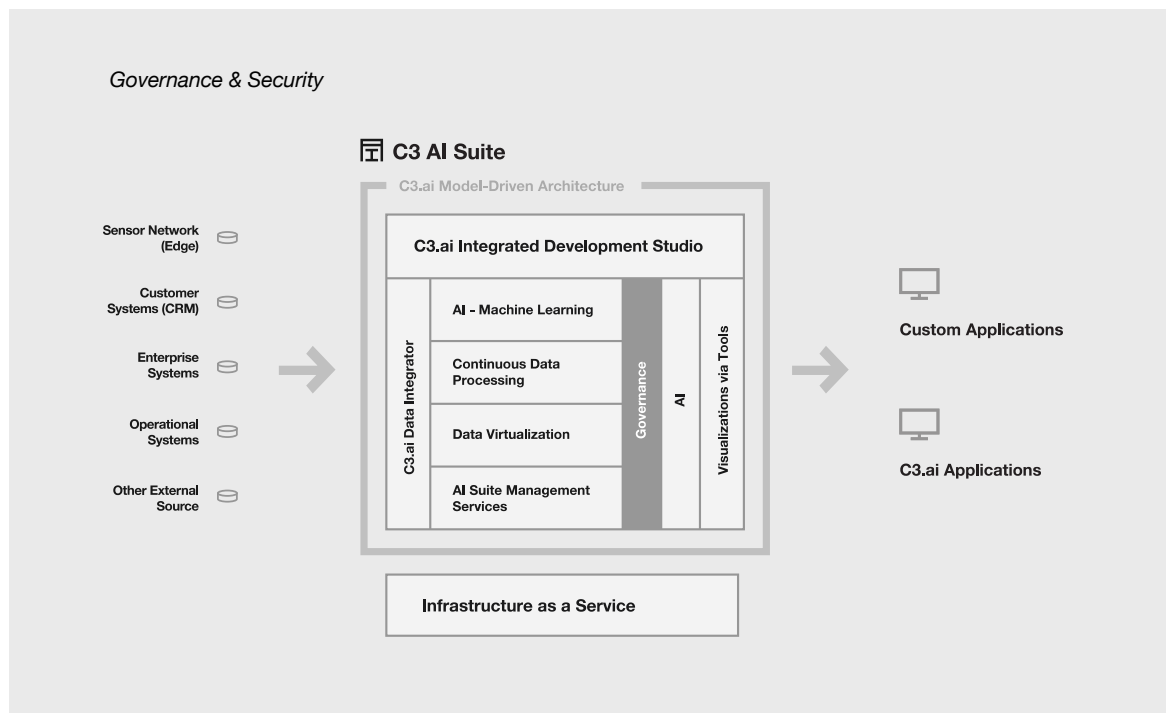 Governance & Security
C3 AI Suite
C3.ai Model-Driven Architecture
Sensor Network
(Edge)
Customer
Systems (CRM)
Enterprise
Systems
Operational
Systems
Other External
Source
C3.ai Integrated Development Studio
C3.ai Data Integrator
AI - Machine Learning
Continuous Data
Processing
Data Virtualization
AI Suite Management
Services
Governance
AI
Visualizations via Tools
Infrastructure as a Service
Custom Applications
C3.ai Applications